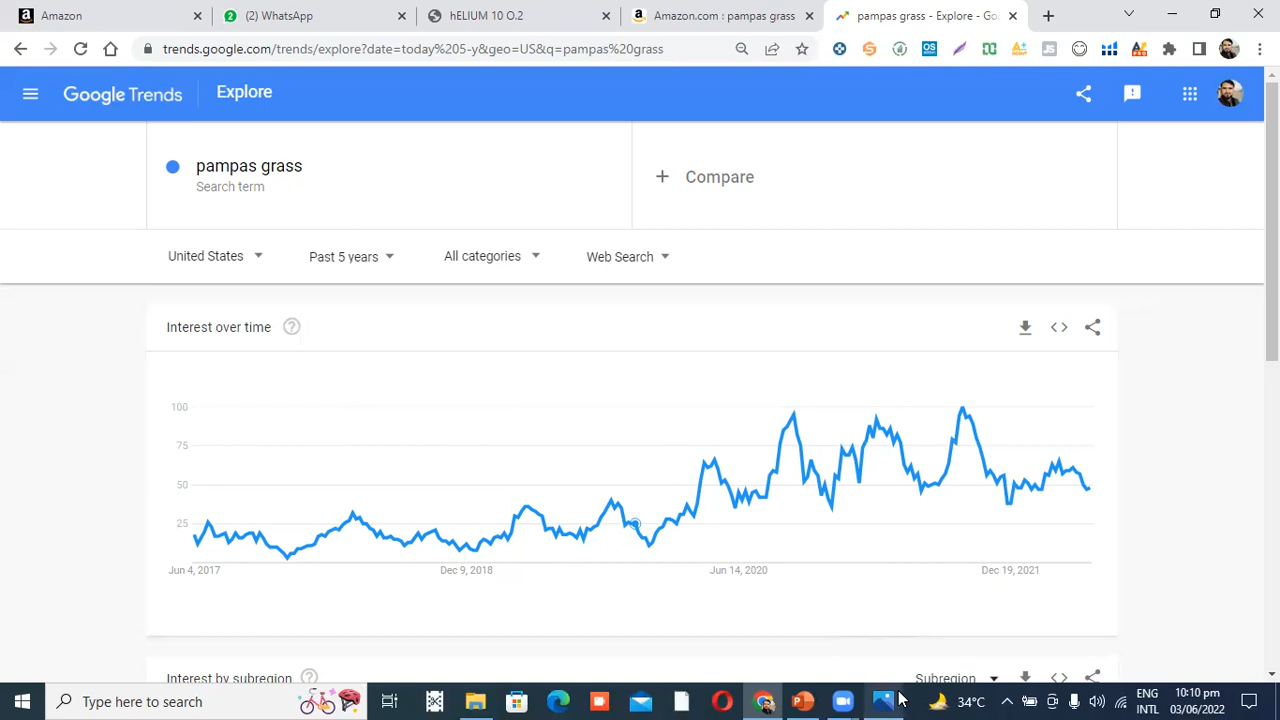 Amazon
(2) WhatsApp
hELIUM 10 O.2
Amazon.com : pampas grass
pampas grass - Explore - Go
trends.google.com/trends/explore?date=today%205-y&geo=US&q=pampas%20grass
Google Trends
Explore
pampas grass
Search term
+ Compare
United States
Past 5 years
All categories
Web Search
Interest over time
100
75
50
25
Jun 4, 2017
Dec 9, 2018
Jun 14, 2020
Dec 19, 2021
Interest by subregion
Subregion
Type here to search
34°C
ENG
INTL
10:10 pm
03/06/2022